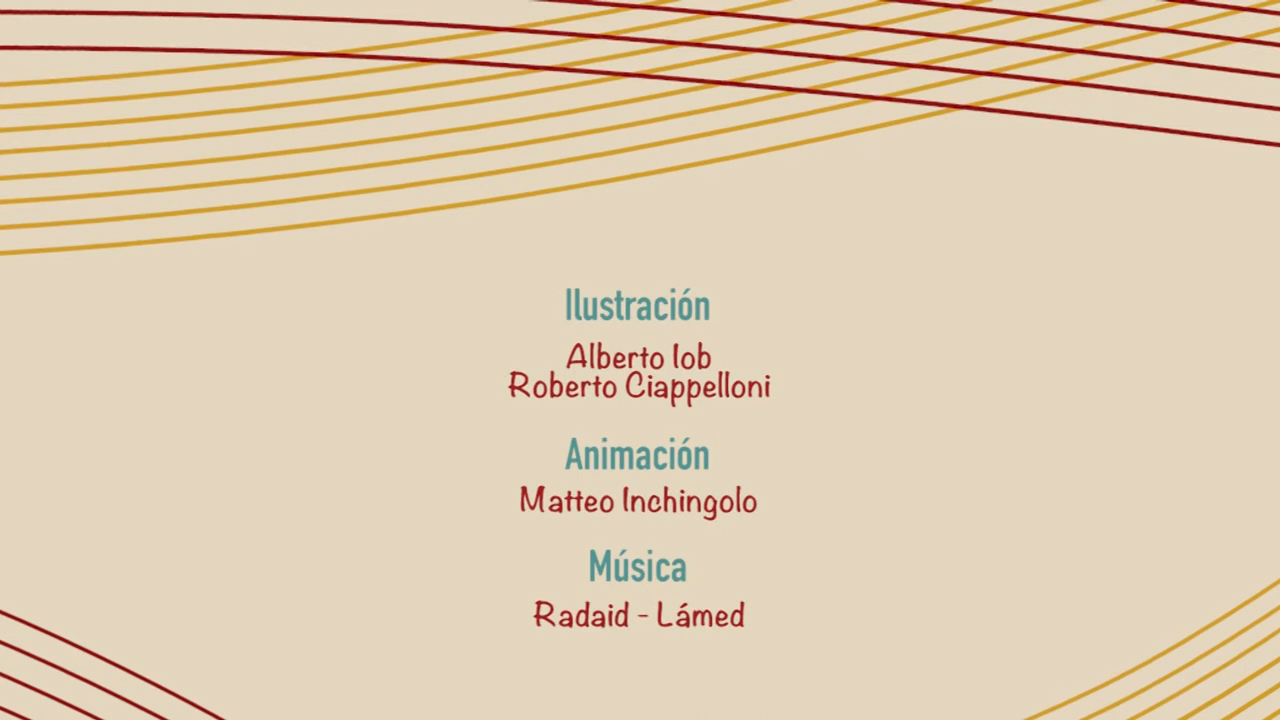 Ilustración
Alberto Iob
Roberto Ciappelloni
Animación
Matteo Inchingolo
Música
Radaid - Lámed